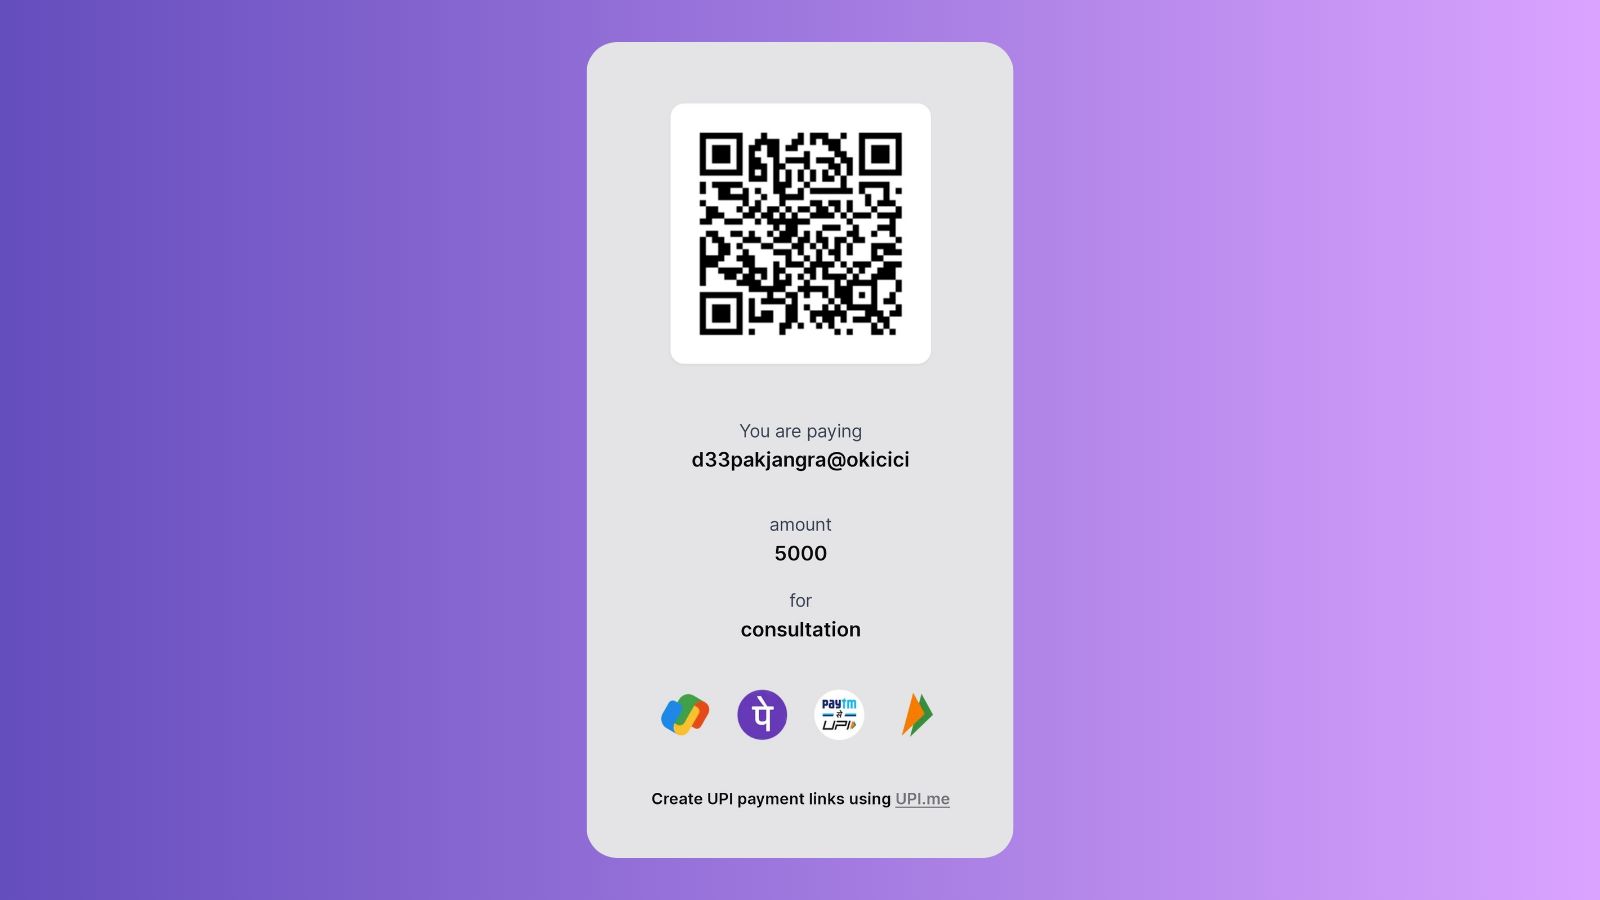 You are paying
d33pakjangra@okicici
amount
5000
for
consultation
पे
paytm
से
UPI
Create UPI payment links using UPI.me